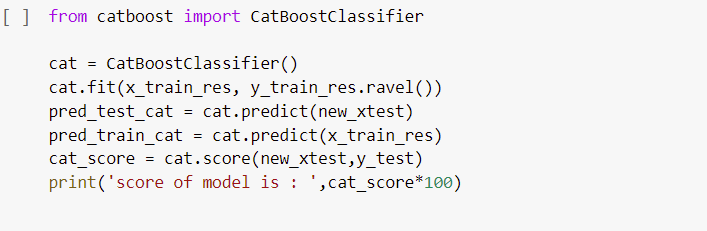 [ ] from catboost import CatBoostClassifier
cat = CatBoostClassifier()
cat.fit(x_train_res, y_train_res.ravel())
pred_test_cat = cat.predict(new_xtest)
pred_train_cat = cat.predict(x_train_res)
cat_score = cat.score(new_xtest,y_test)
print('score of model is : ',cat_score*100)